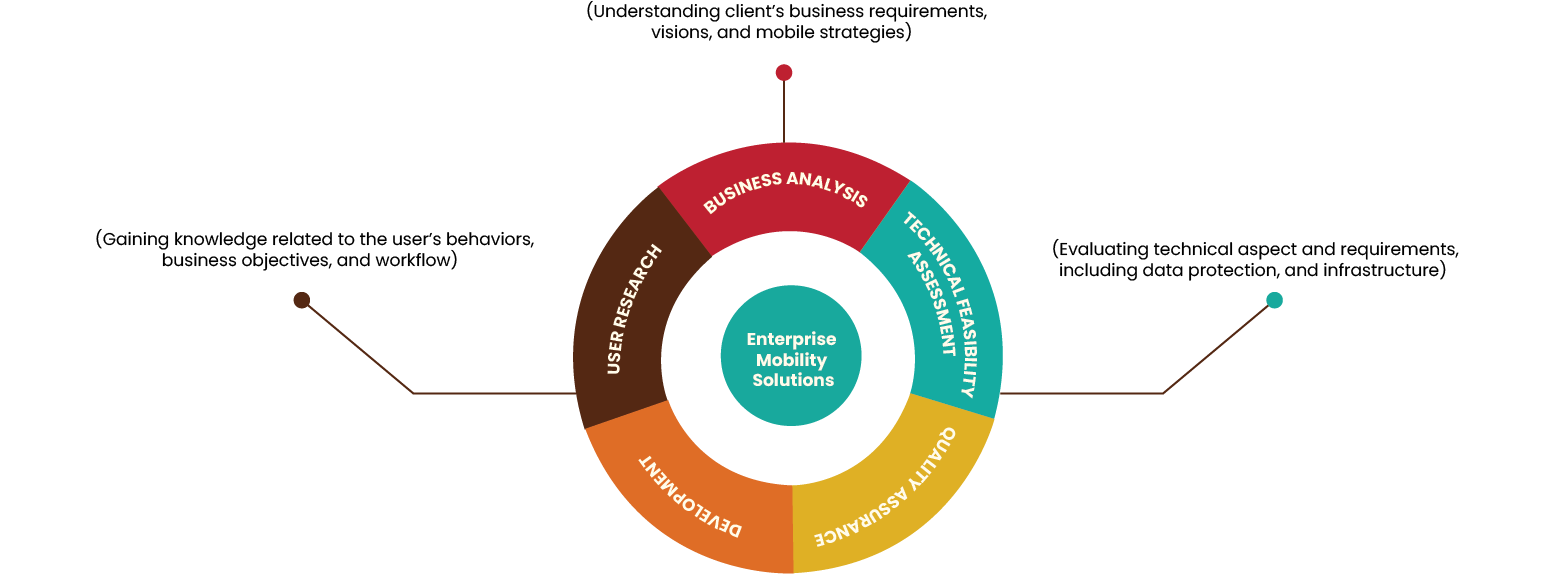 (Understanding client’s business requirements,
visions, and mobile strategies)
BUSINESS ANALYSIS
(Gaining knowledge related to the user’s behaviors,
business objectives, and workflow)
USER RESEARCH
TECHNICAL FEASIBILITY
ASSESSMENT
(Evaluating technical aspect and requirements,
including data protection, and infrastructure)
Enterprise
Mobility
Solutions
DEVELOPMENT
QUALITY ASSURANCE